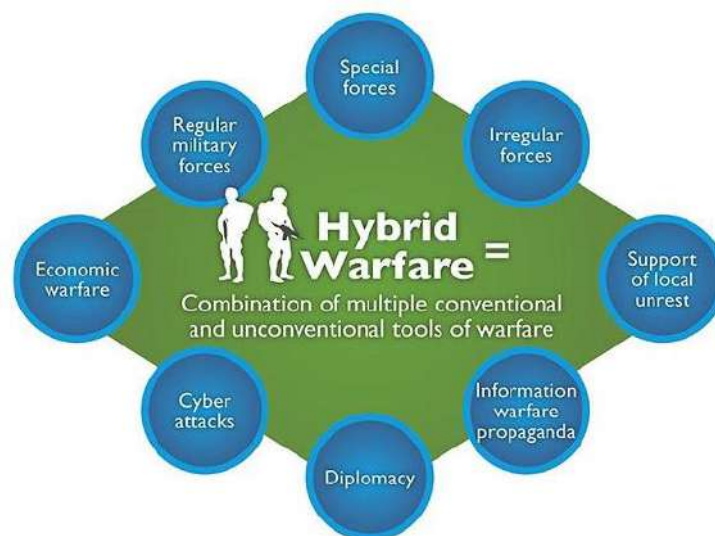 Special
forces
Regular
military
forces
Irregular
forces
Hybrid
Warfare =
Combination of multiple conventional
and unconventional tools of warfare
Economic
warfare
Support
of local
unrest
Cyber
attacks
Information
warfare
propaganda
Diplomacy